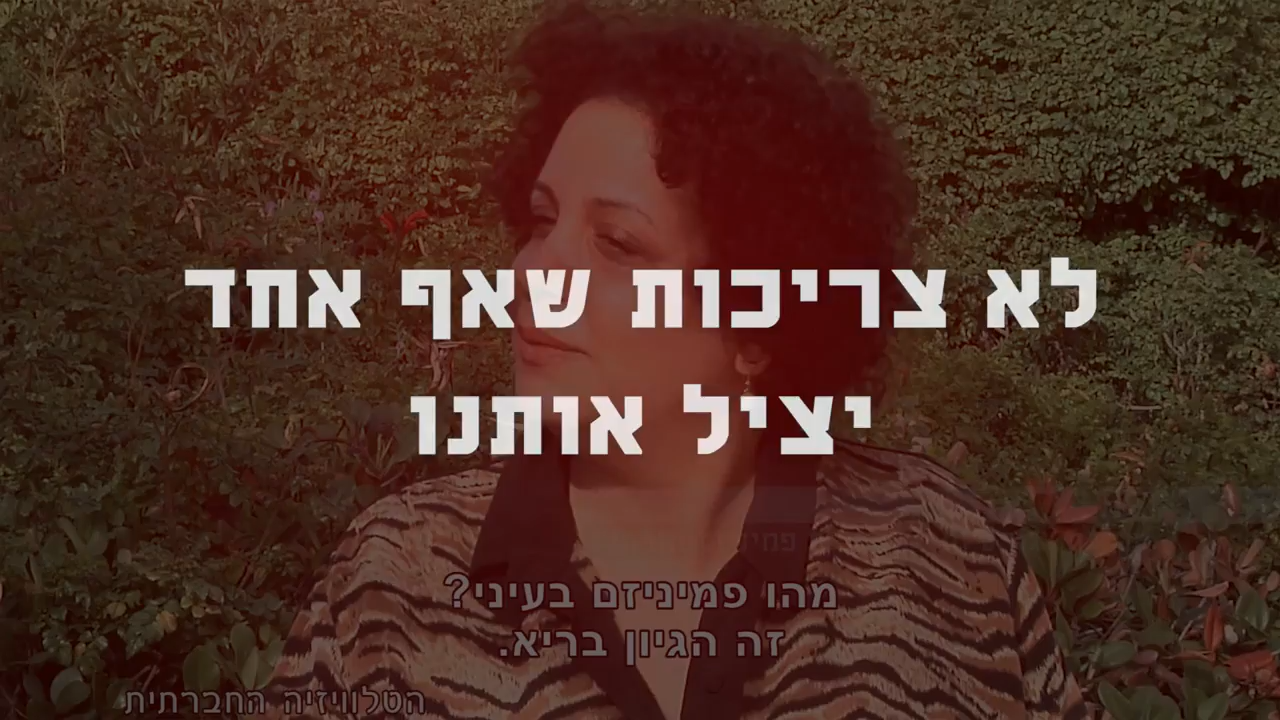 לא צריכות שאף אחד
יציל אותנו
מהו פמיניזם בעיני?
זה הגיון בריא.
הטלוויזיה החברתית